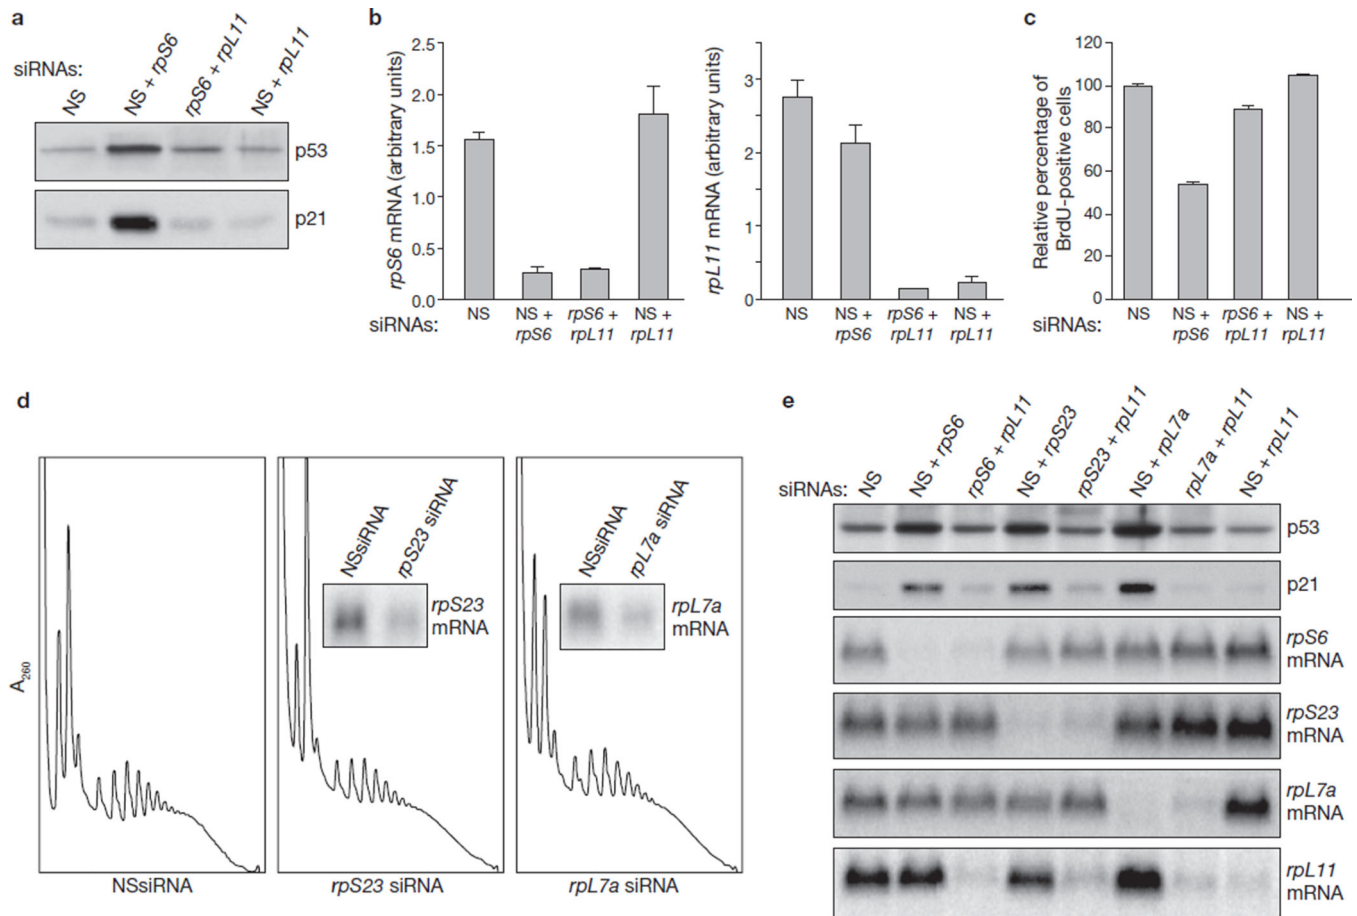 a
siRNAs:
NS
NS + rpS6
rpS6 + rpL11
NS + rpL11
p53
p21
b
rpS6 mRNA (arbitrary units)
2.5
2.0
1.5
1.0
0.5
0.0
siRNAs:
NS
NS + rpS6
rpS6 + rpL11
NS + rpL11
rpL11 mRNA (arbitrary units)
3
2
1
0
NS
NS + rpS6
rpS6 + rpL11
NS + rpL11
c
Relative percentage of
BrdU-positive cells
120
100
80
60
40
20
0
siRNAs:
NS
NS + rpS6
rpS6 + rpL11
NS + rpL11
d
A260
NSsiRNA
NSsiRNA
rpS23 siRNA
rpS23
mRNA
rpS23 siRNA
NSsiRNA
rpL7a siRNA
rpL7a
mRNA
rpL7a siRNA
e
siRNAs:
NS
NS + rpS6
rpS6 + rpL11
NS + rpS23
rpS23 + rpL11
NS + rpL7a
rpL7a + rpL11
NS + rpL11
p53
p21
rpS6
mRNA
rpS23
mRNA
rpL7a
mRNA
rpL11
mRNA